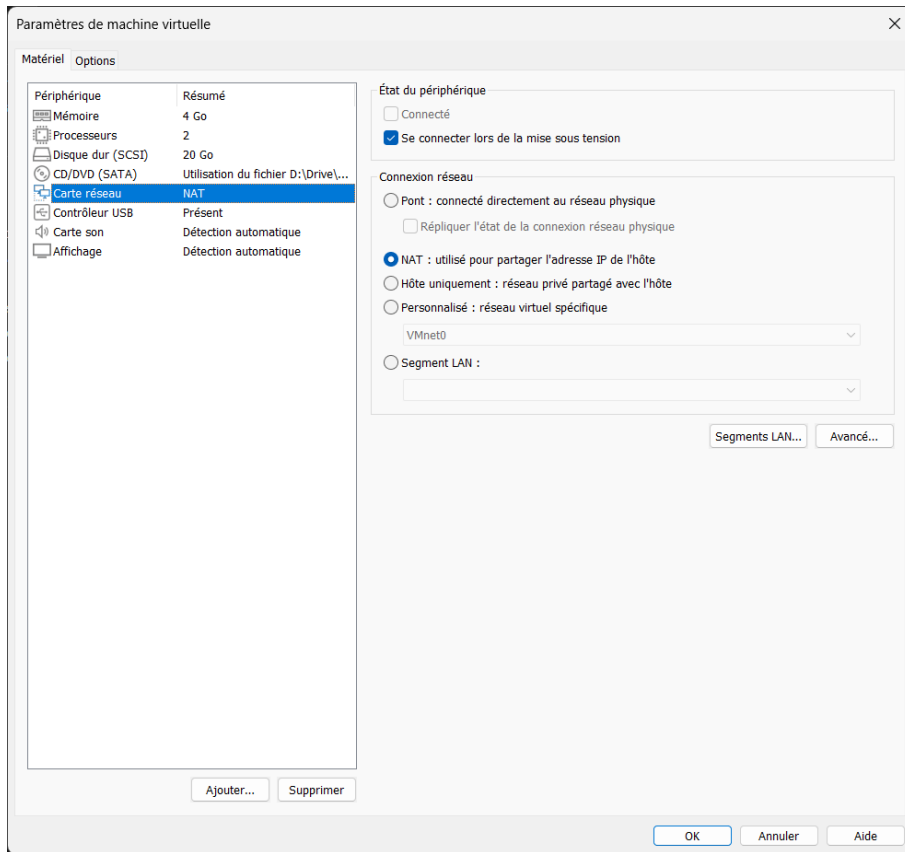 Paramètres de machine virtuelle
Matériel Options
Périphérique Résumé
Mémoire 4 Go
Processeurs 2
Disque dur (SCSI) 20 Go
CD/DVD (SATA) Utilisation du fichier D:\Drive\...
Carte réseau NAT
Contrôleur USB Présent
Carte son Détection automatique
Affichage Détection automatique
Ajouter... Supprimer
État du périphérique
Connecté
Se connecter lors de la mise sous tension
Connexion réseau
Pont : connecté directement au réseau physique
Répliquer l'état de la connexion réseau physique
NAT : utilisé pour partager l'adresse IP de l'hôte
Hôte uniquement : réseau privé partagé avec l'hôte
Personnalisé : réseau virtuel spécifique
VMnet0
Segment LAN :
Segments LAN... Avancé...
OK Annuler Aide